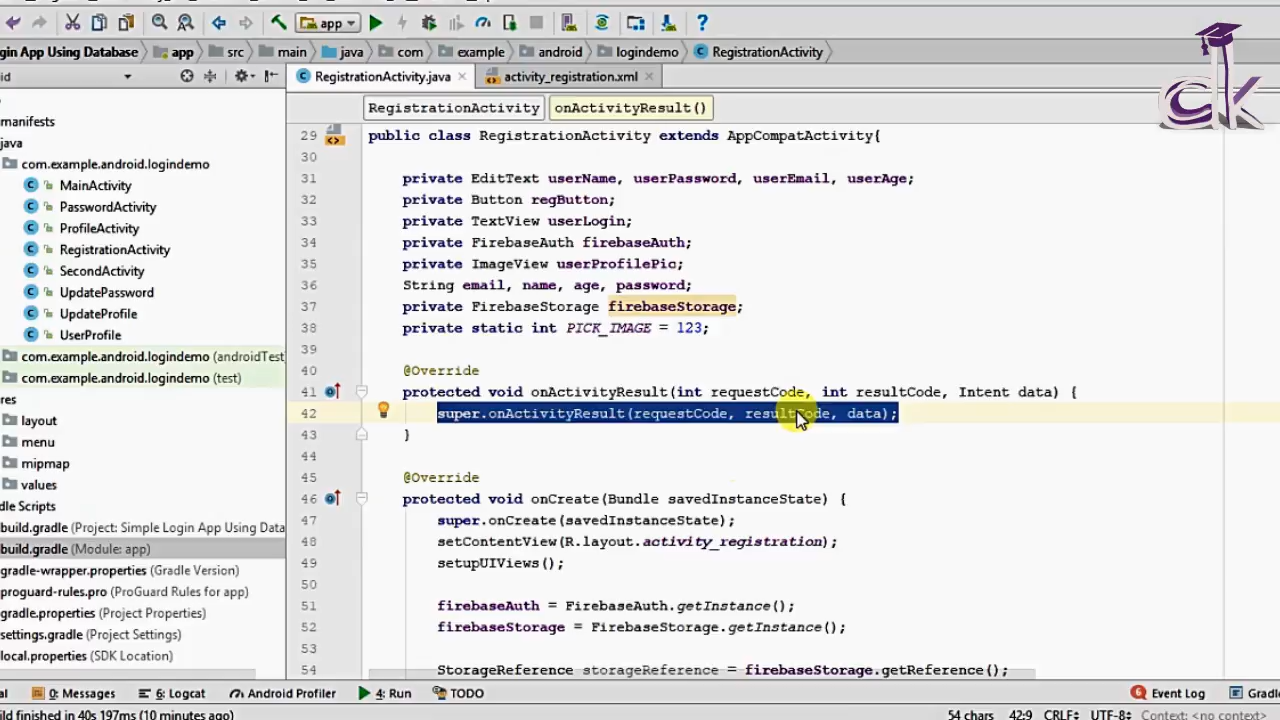 app
gin App Using Database app src main java com example android logindemo RegistrationActivity
id
RegistrationActivity.java activity_registration.xml
RegistrationActivity onActivityResult()
manifests
java
com.example.android.logindemo
MainActivity
PasswordActivity
ProfileActivity
RegistrationActivity
SecondActivity
UpdatePassword
UpdateProfile
UserProfile
com.example.android.logindemo (androidTest
com.example.android.logindemo (test)
res
layout
menu
mipmap
values
dle Scripts
build.gradle (Project: Simple Login App Using Data
build.gradle (Module: app)
gradle-wrapper.properties (Gradle Version)
proguard-rules.pro (ProGuard Rules for app)
gradle.properties (Project Properties)
settings.gradle (Project Settings)
local.properties (SDK Location)
29 public class RegistrationActivity extends AppCompatActivity{
30
31 private EditText userName, userPassword, userEmail, userAge;
32 private Button regButton;
33 private TextView userLogin;
34 private FirebaseAuth firebaseAuth;
35 private ImageView userProfilePic;
36 String email, name, age, password;
37 private FirebaseStorage firebaseStorage;
38 private static int PICK_IMAGE = 123;
39
40 @Override
41 protected void onActivityResult(int requestCode, int resultCode, Intent data) {
42 super.onActivityResult(requestCode, resultCode, data);
43 }
44
45 @Override
46 protected void onCreate(Bundle savedInstanceState) {
47 super.onCreate(savedInstanceState);
48 setContentView(R.layout.activity_registration);
49 setupUIViews();
50
51 firebaseAuth = FirebaseAuth.getInstance();
52 firebaseStorage = FirebaseStorage.getInstance();
53
54 StorageReference storageReference = firebaseStorage.getReference();
al 0: Messages 6: Logcat Android Profiler 4: Run TODO Event Log Gradl
ild finished in 40s 197ms (10 minutes ago) 54 chars 42:9 CRLF UTF-8 Context: <no context>